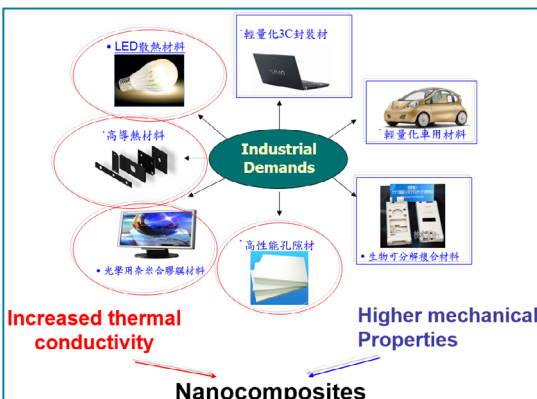 • LED散熱材料
輕量化3C封裝材
VAIO
高導熱材料
Industrial
Demands
輕量化車用材料
• 光學用奈米合膠膜材料
高性能孔隙材
• 生物可分解複合材料
Increased thermal
conductivity
Higher mechanical
Properties
Nanocomposites